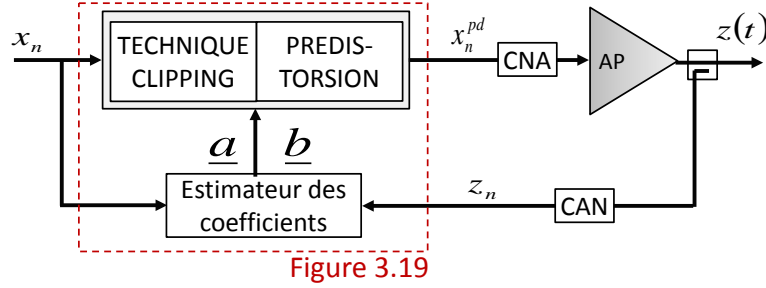 x_n
TECHNIQUE CLIPPING
PREDIS-TORSION
x_n^{pd}
CNA
AP
z(t)
a b
Estimateur des
coefficients
z_n
CAN
Figure 3.19